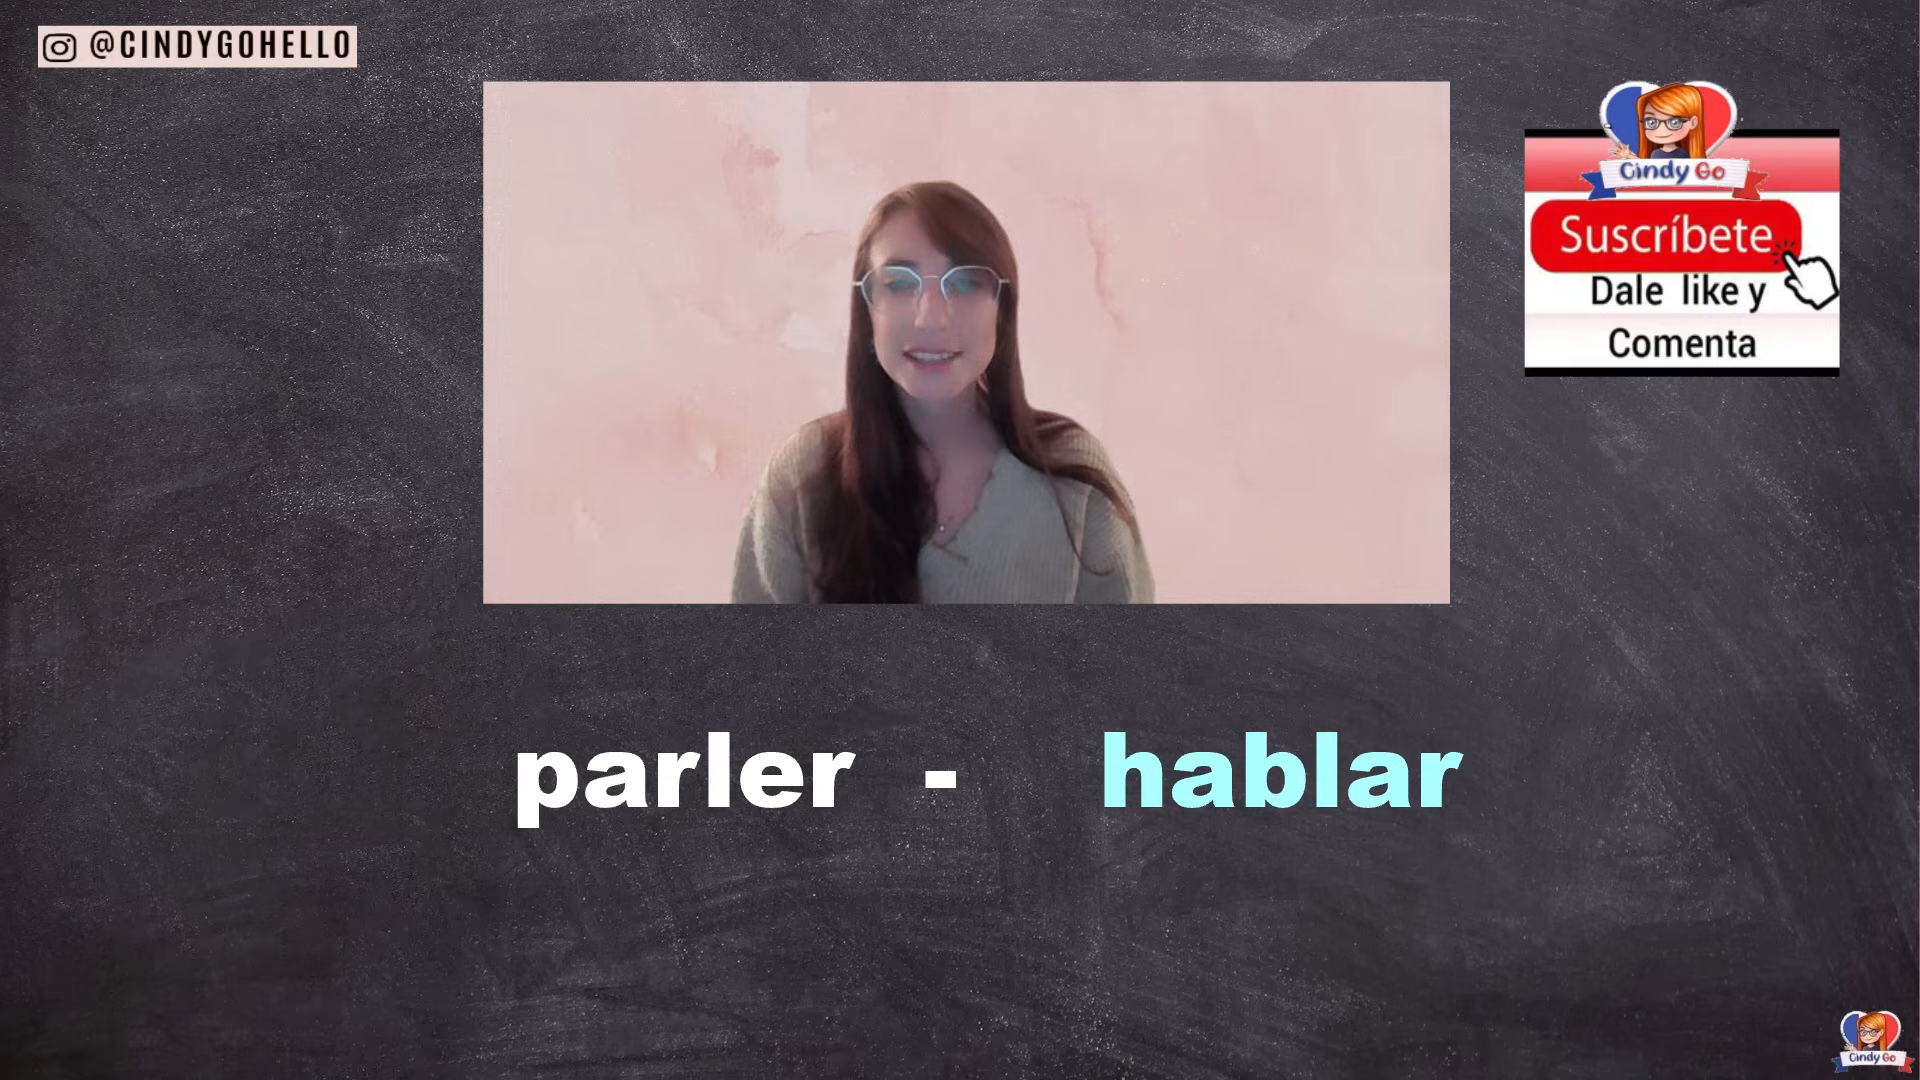 @CINDYGOHELLO
Cindy Go
Suscríbete
Dale like y
Comenta
parler - hablar
Cindy Go